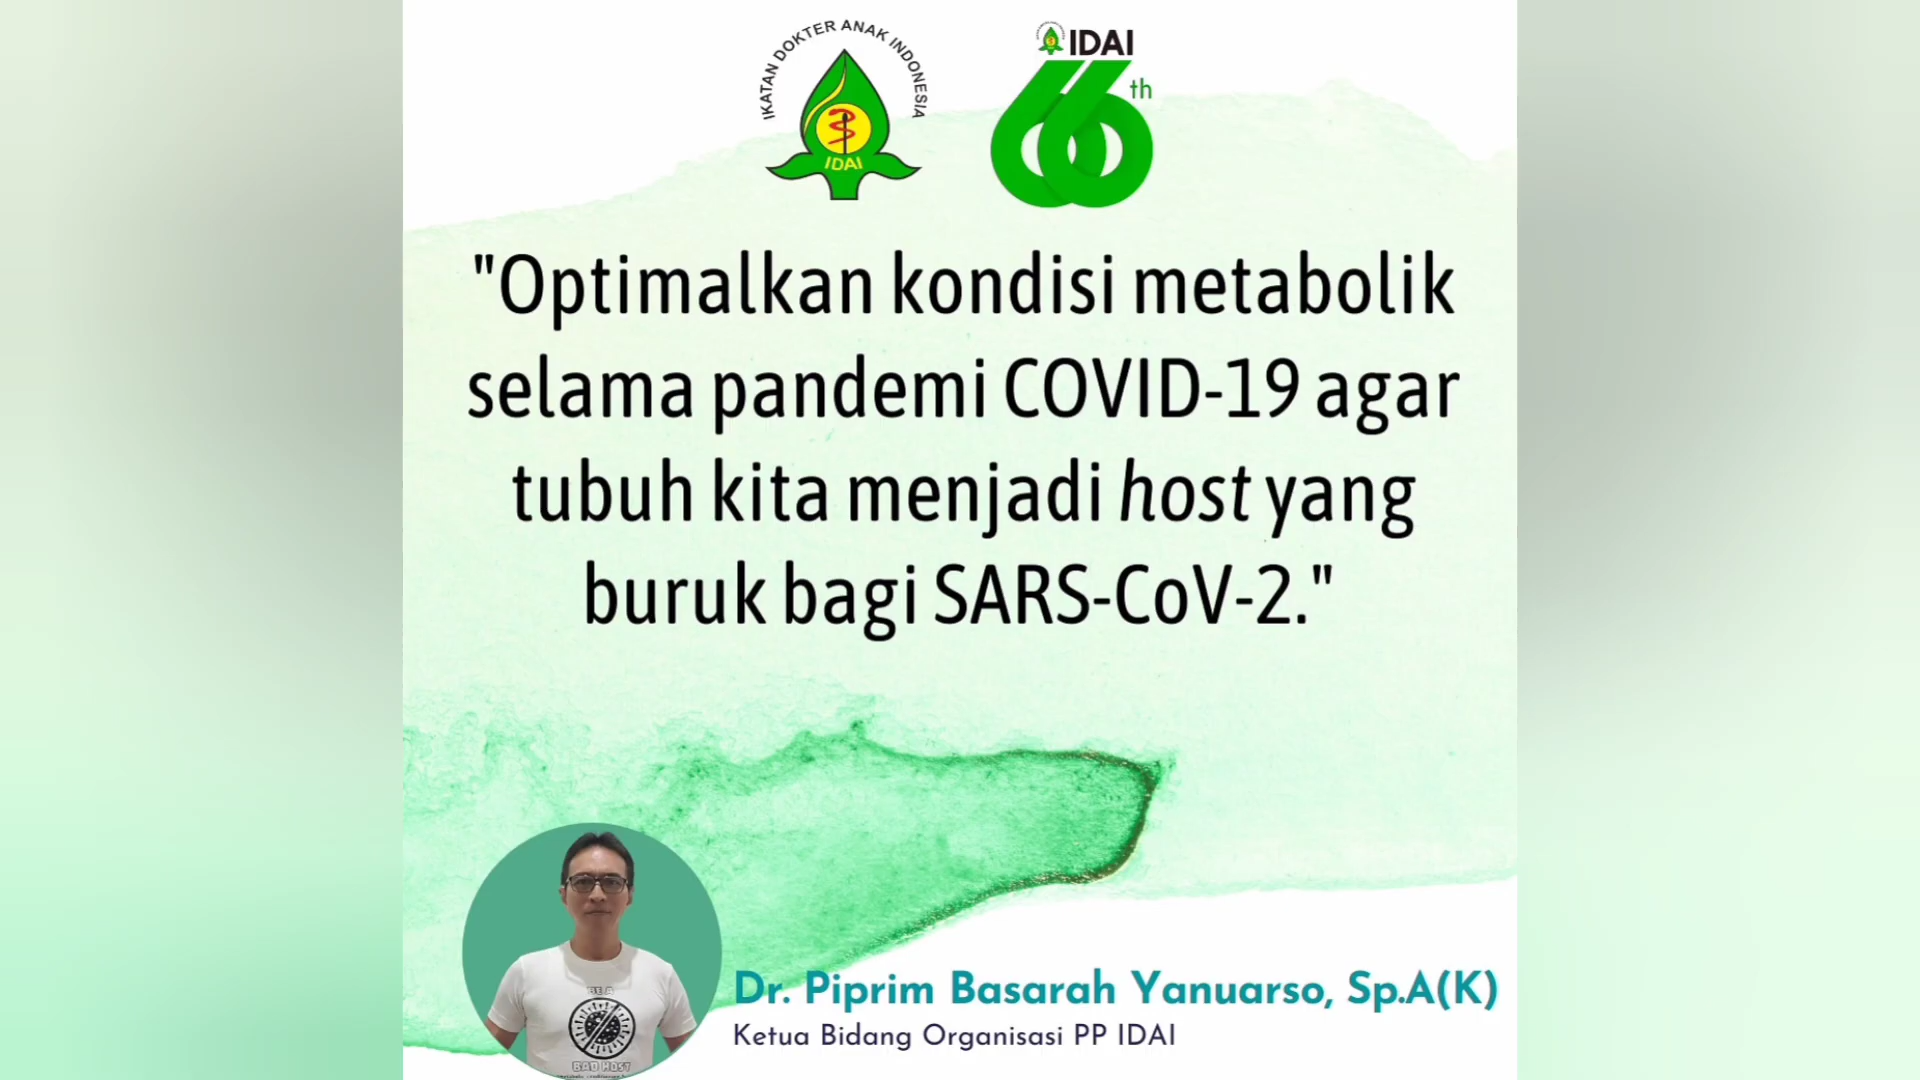 IKATAN DOKTER ANAK INDONESIA
IDAI
IDAI
66th
"Optimalkan kondisi metabolik
selama pandemi COVID-19 agar
tubuh kita menjadi host yang
buruk bagi SARS-CoV-2."
BE A
BAD HOST
Dr. Piprim Basarah Yanuarso, Sp.A(K)
Ketua Bidang Organisasi PP IDAI